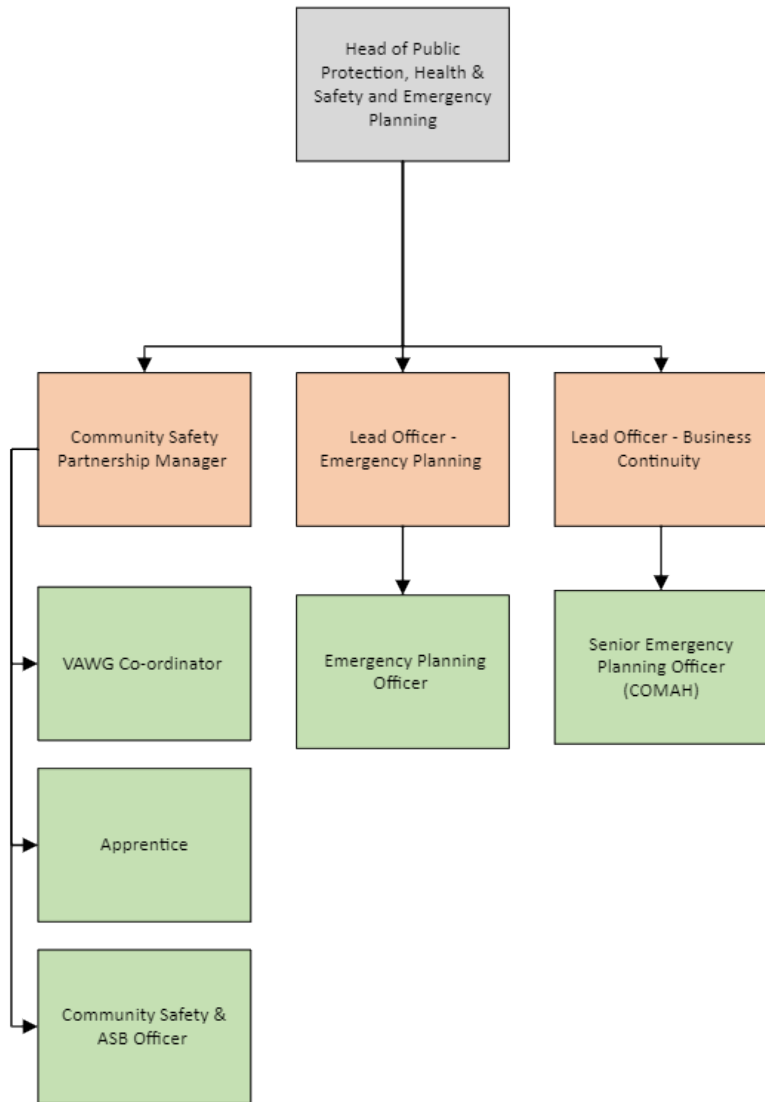 Head of Public
Protection, Health &
Safety and Emergency
Planning
Community Safety
Partnership Manager
Lead Officer -
Emergency Planning
Lead Officer - Business
Continuity
VAWG Co-ordinator
Emergency Planning
Officer
Senior Emergency
Planning Officer
(COMAH)
Apprentice
Community Safety &
ASB Officer